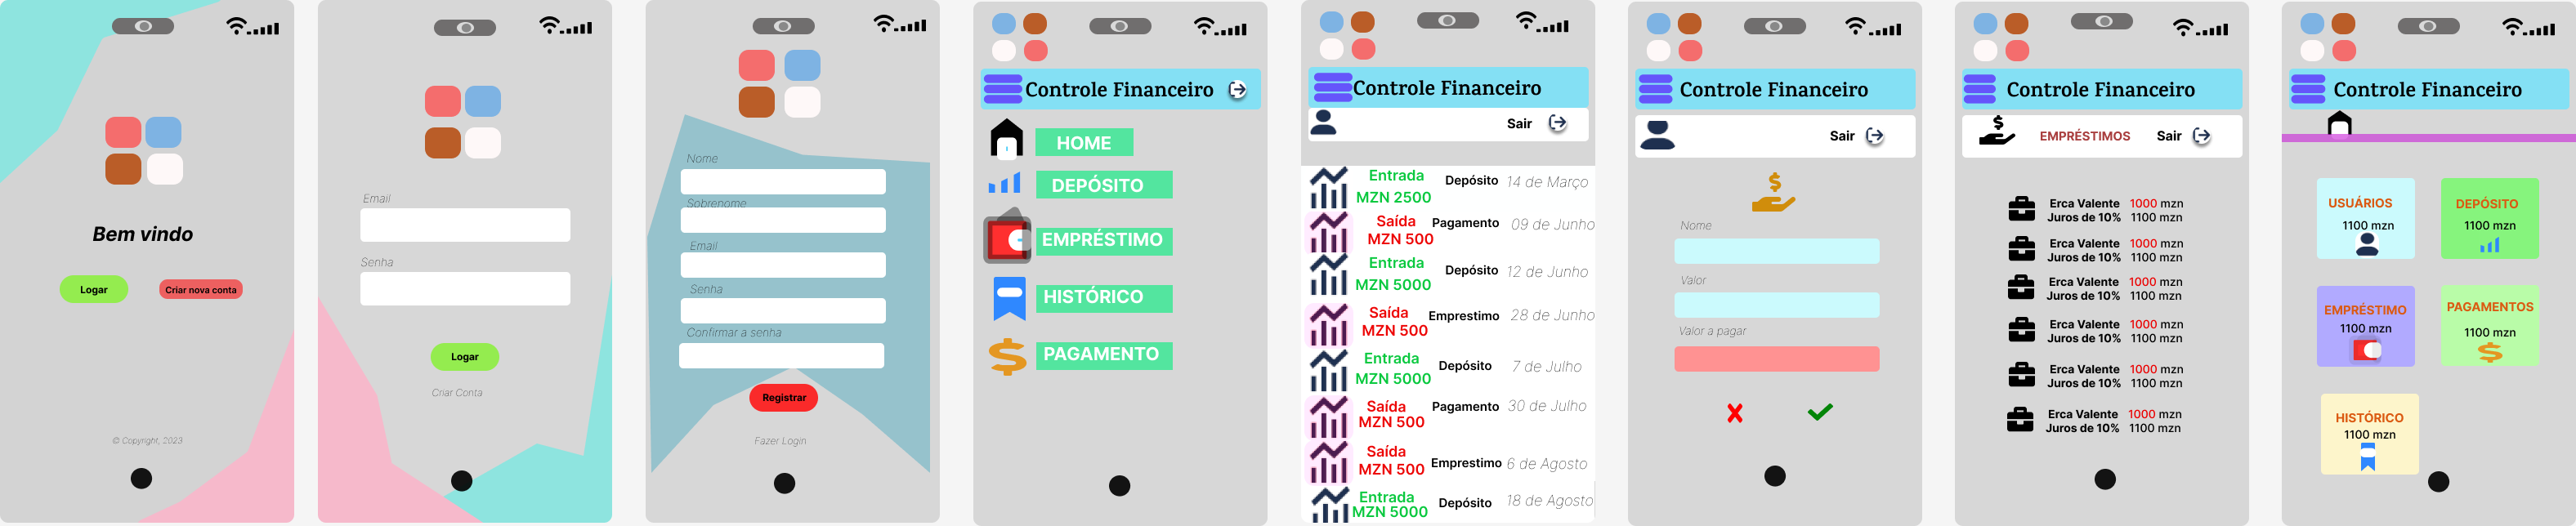 Bem vindo
Logar
Criar nova conta
© Copyright, 2023
Email
Senha
Logar
Criar Conta
Nome
Sobrenome
Email
Senha
Confirmar a senha
Registrar
Fazer Login
Controle Financeiro
HOME
DEPÓSITO
EMPRÉSTIMO
HISTÓRICO
PAGAMENTO
Controle Financeiro
Sair
Entrada Depósito 14 de Março
MZN 2500
Saída Pagamento 09 de Junho
MZN 500
Entrada Depósito 12 de Junho
MZN 5000
Saída Emprestimo 28 de Junho
MZN 500
Entrada Depósito 7 de Julho
MZN 5000
Saída Pagamento 30 de Julho
MZN 500
Saída Emprestimo 6 de Agosto
MZN 500
Entrada Depósito 18 de Agosto
MZN 5000
Controle Financeiro
Sair
$
Nome
Valor
Valor a pagar
Controle Financeiro
$ EMPRÉSTIMOS Sair
Erca Valente 1000 mzn
Juros de 10% 1100 mzn
Erca Valente 1000 mzn
Juros de 10% 1100 mzn
Erca Valente 1000 mzn
Juros de 10% 1100 mzn
Erca Valente 1000 mzn
Juros de 10% 1100 mzn
Erca Valente 1000 mzn
Juros de 10% 1100 mzn
Erca Valente 1000 mzn
Juros de 10% 1100 mzn
Controle Financeiro
USUÁRIOS
1100 mzn
DEPÓSITO
1100 mzn
EMPRÉSTIMO
1100 mzn
PAGAMENTOS
1100 mzn
HISTÓRICO
1100 mzn